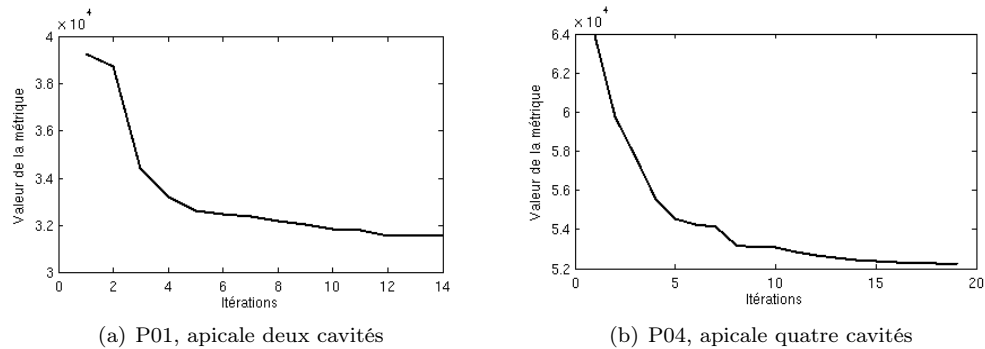 × 10⁴
4
3.8
3.6
3.4
3.2
3
0 2 4 6 8 10 12 14
Valeur de la métrique
Itérations
(a) P01, apicale deux cavités
× 10⁴
6.4
6.2
6
5.8
5.6
5.4
5.2
0 5 10 15 20
Valeur de la métrique
Itérations
(b) P04, apicale quatre cavités